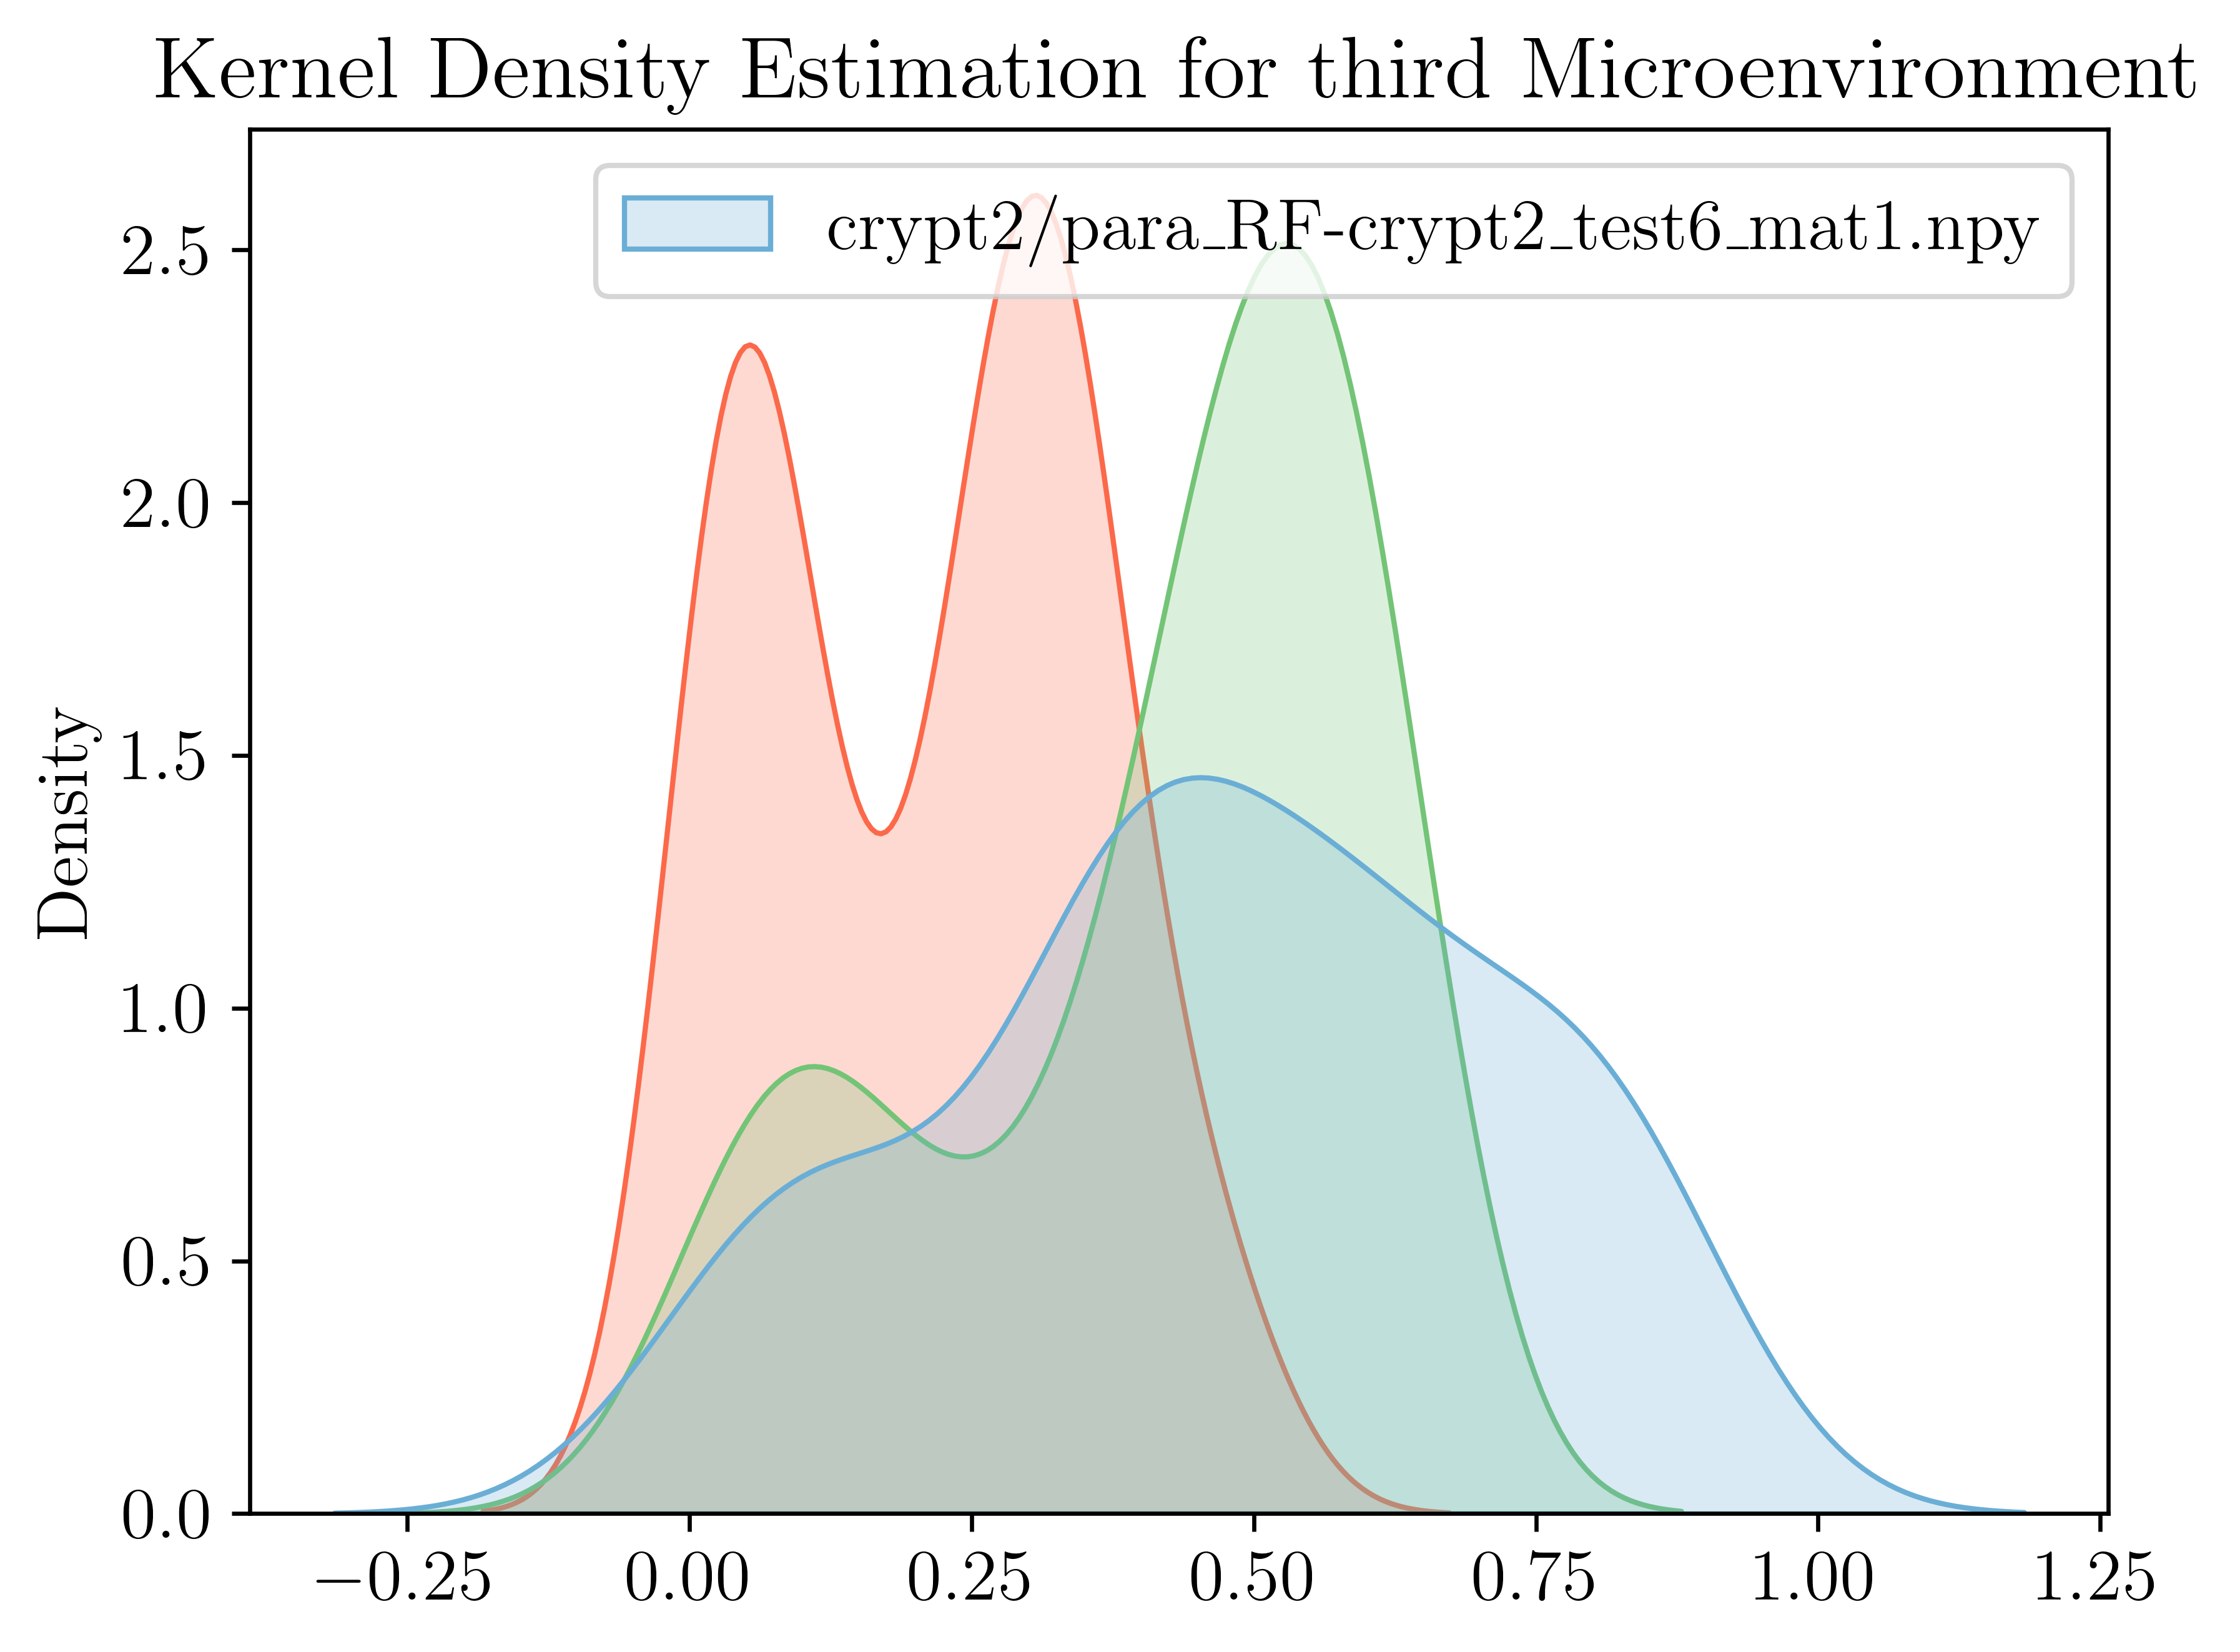 Kernel Density Estimation for third Microenvironment
crypt2/para_RF-crypt2_test6_mat1.npy
Density
2.5
2.0
1.5
1.0
0.5
0.0
−0.25 0.00 0.25 0.50 0.75 1.00 1.25